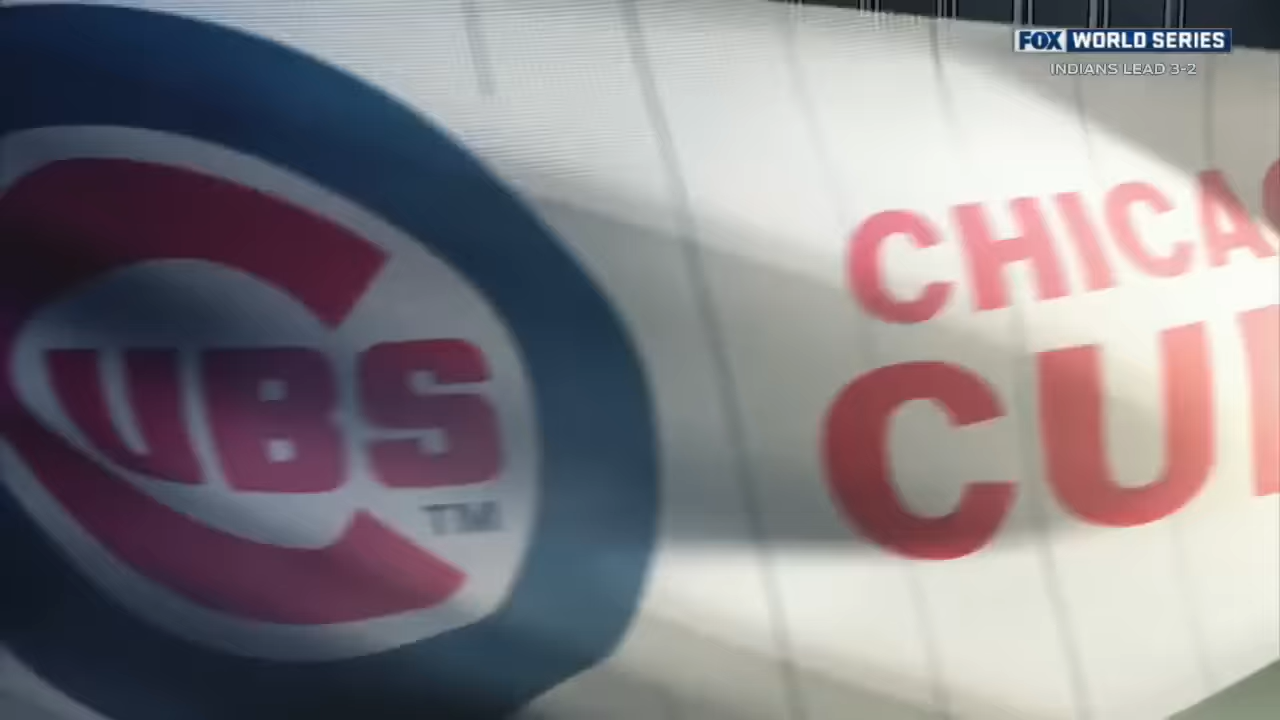 FOX WORLD SERIES
INDIANS LEAD 3-2
CUBS
TM
CHICA
CU